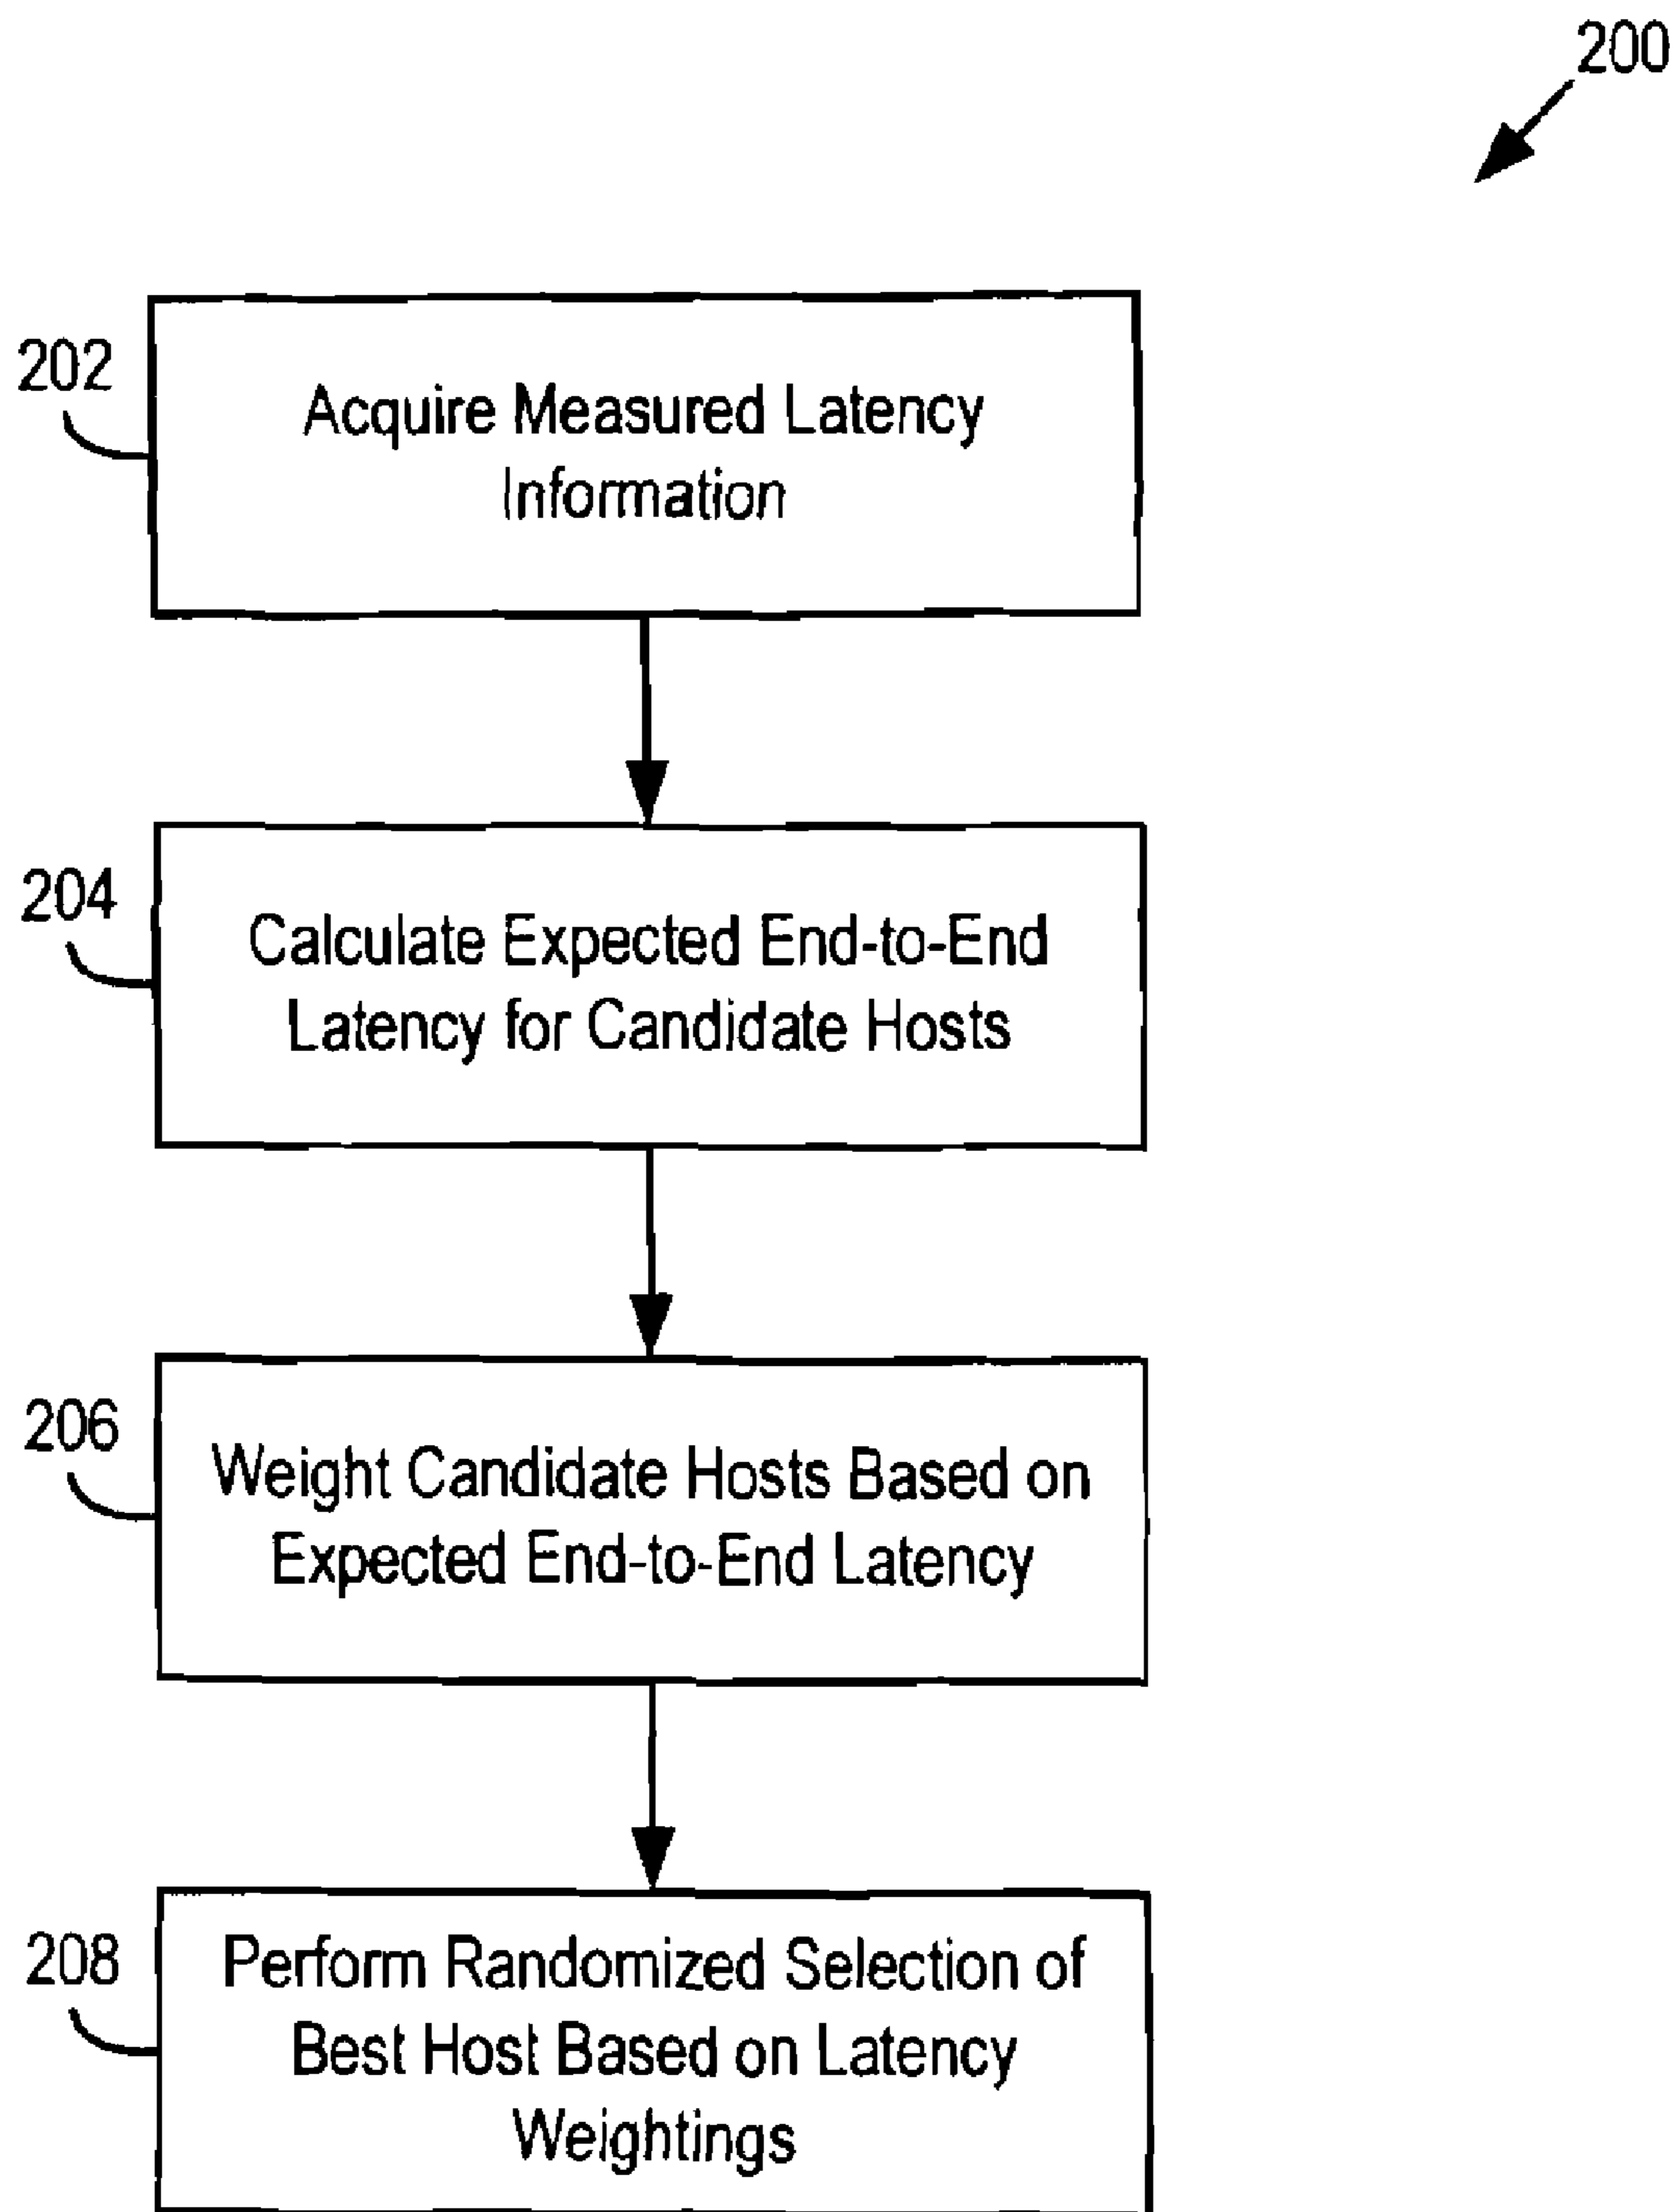 200
202
Acquire Measured Latency
Information
204
Calculate Expected End-to-End
Latency for Candidate Hosts
206
Weight Candidate Hosts Based on
Expected End-to-End Latency
208
Perform Randomized Selection of
Best Host Based on Latency
Weightings